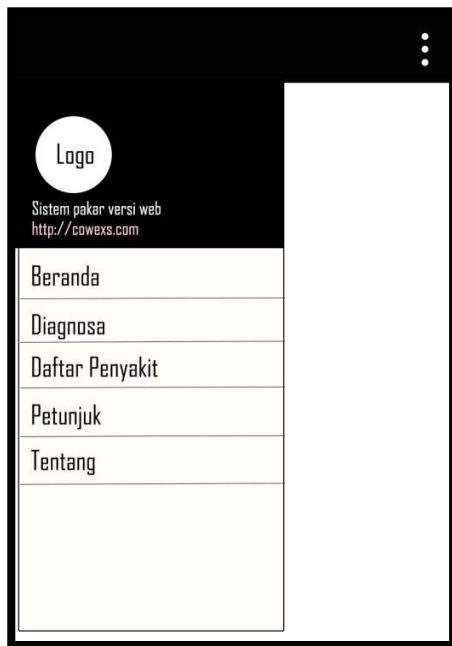 Logo
Sistem pakar versi web
http://cowexs.com
Beranda
Diagnosa
Daftar Penyakit
Petunjuk
Tentang